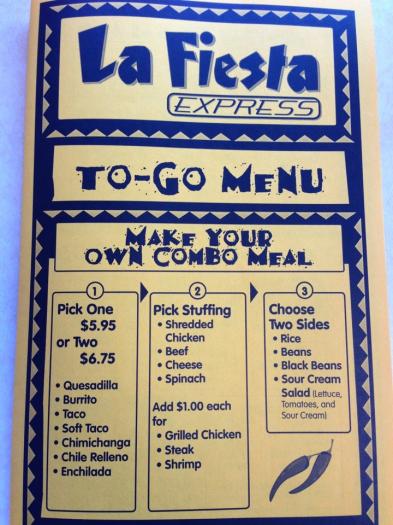 La Fiesta
EXPRESS
TO-GO MENU
MAKE YOUR
OWN COMBO MEAL
1
Pick One
$5.95
or Two
$6.75
• Quesadilla
• Burrito
• Taco
• Soft Taco
• Chimichanga
• Chile Relleno
• Enchilada
2
Pick Stuffing
• Shredded
Chicken
• Beef
• Cheese
• Spinach
Add $1.00 each
for
• Grilled Chicken
• Steak
• Shrimp
3
Choose
Two Sides
• Rice
• Beans
• Black Beans
• Sour Cream
Salad (Lettuce,
Tomatoes, and
Sour Cream)